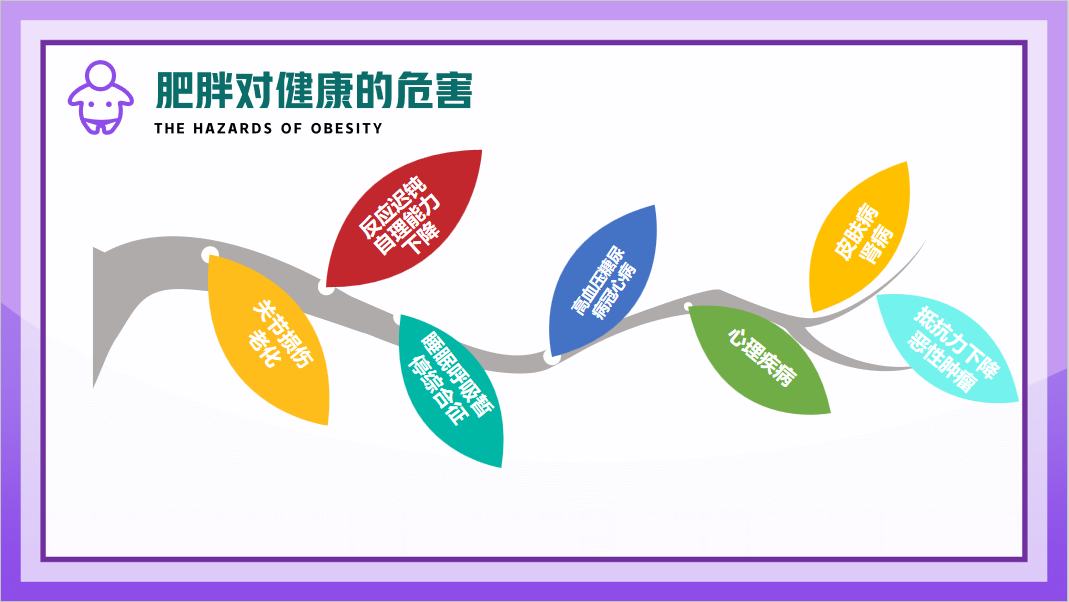 肥胖对健康的危害
THE HAZARDS OF OBESITY
关节损伤
老化
反应迟钝
自理能力
下降
睡眠呼吸暂
停综合征
高血压糖尿
病冠心病
心理疾病
皮肤病
肾病
抵抗力下降
恶性肿瘤